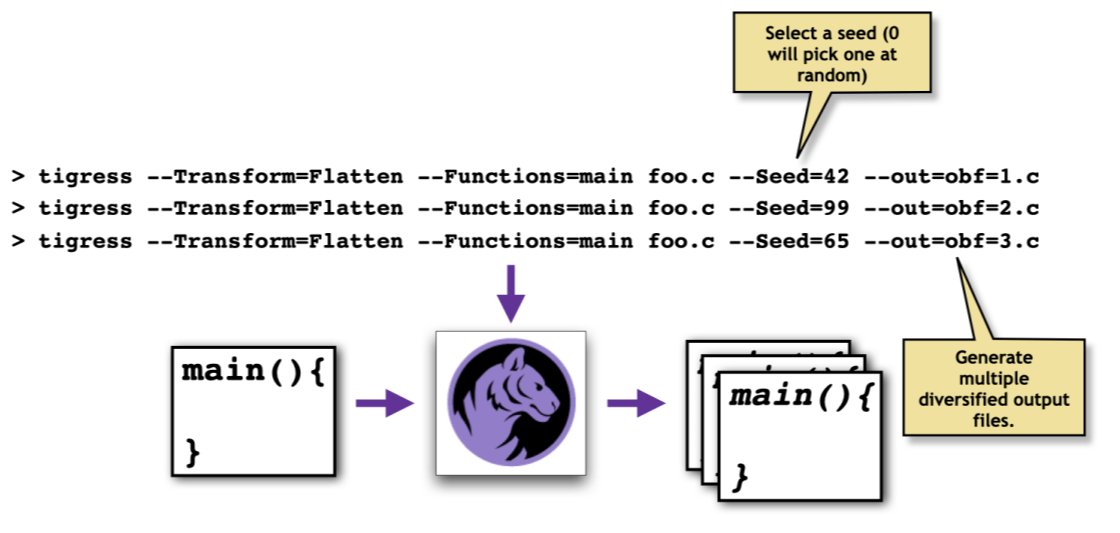 Select a seed (0
will pick one at
random)
> tigress --Transform=Flatten --Functions=main foo.c --Seed=42 --out=obf=1.c
> tigress --Transform=Flatten --Functions=main foo.c --Seed=99 --out=obf=2.c
> tigress --Transform=Flatten --Functions=main foo.c --Seed=65 --out=obf=3.c
main(){
}
main(){
}
Generate
multiple
diversified output
files.